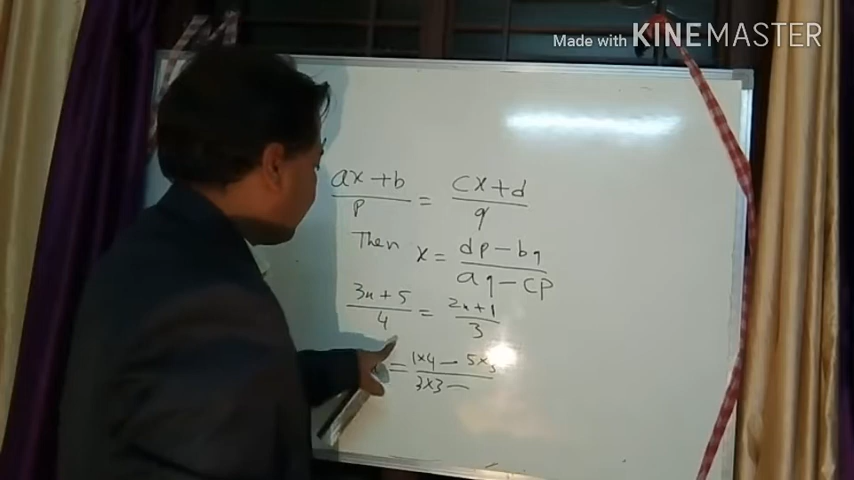 Made with KINEMASTER
ax+b/p = cx+d/q
Then x = dp-bq/aq-cp
3x+5/4 = 2x+1/3
= 1×4-5×3/3×3-